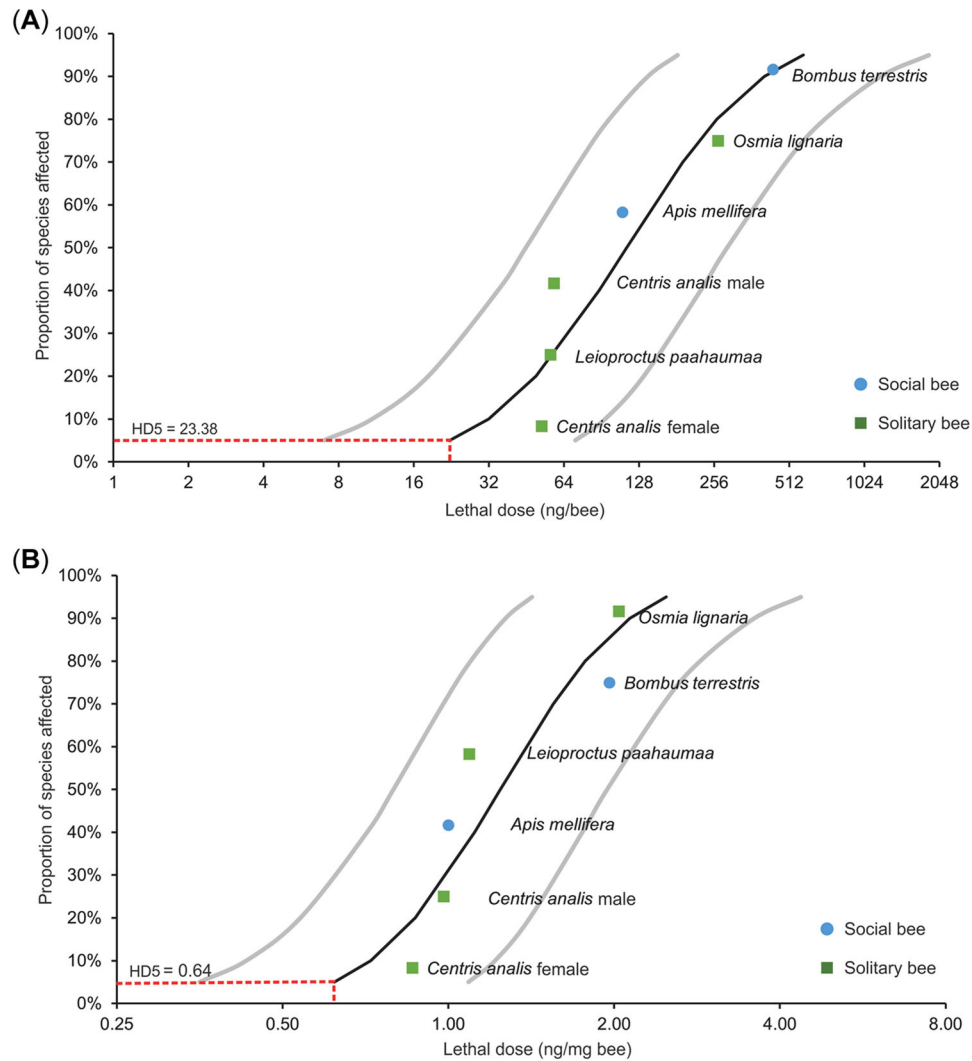 (A)
100%
90%
80%
70%
60%
50%
40%
30%
20%
10%
0%
Proportion of species affected
Bombus terrestris
Osmia lignaria
Apis mellifera
Centris analis male
Leioproctus paahaumaa
Centris analis female
HD5 = 23.38
Social bee
Solitary bee
1 2 4 8 16 32 64 128 256 512 1024 2048
Lethal dose (ng/bee)
(B)
100%
90%
80%
70%
60%
50%
40%
30%
20%
10%
0%
Proportion of species affected
Osmia lignaria
Bombus terrestris
Leioproctus paahaumaa
Apis mellifera
Centris analis male
Centris analis female
HD5 = 0.64
Social bee
Solitary bee
0.25 0.50 1.00 2.00 4.00 8.00
Lethal dose (ng/mg bee)